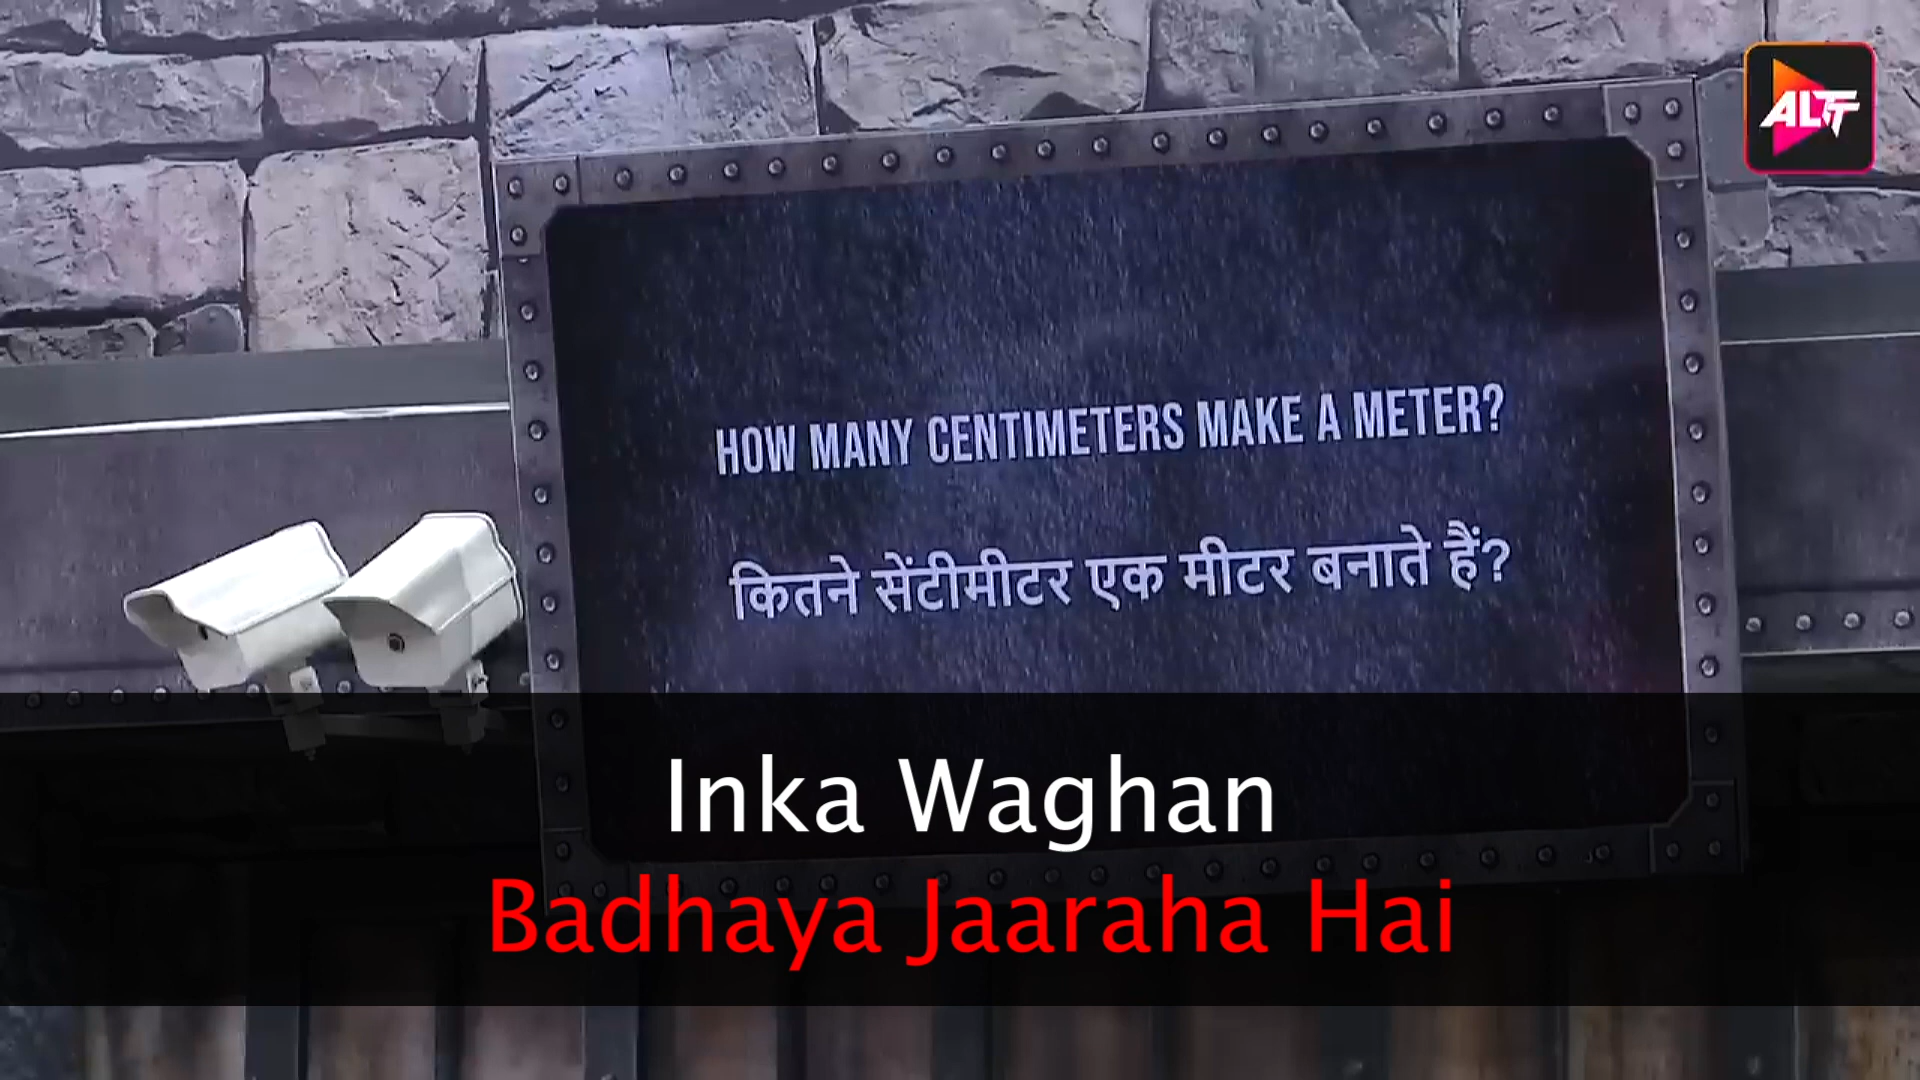 ALTT
HOW MANY CENTIMETERS MAKE A METER?
कितने सेंटीमीटर एक मीटर बनाते हैं?
Inka Waghan
Badhaya Jaaraha Hai